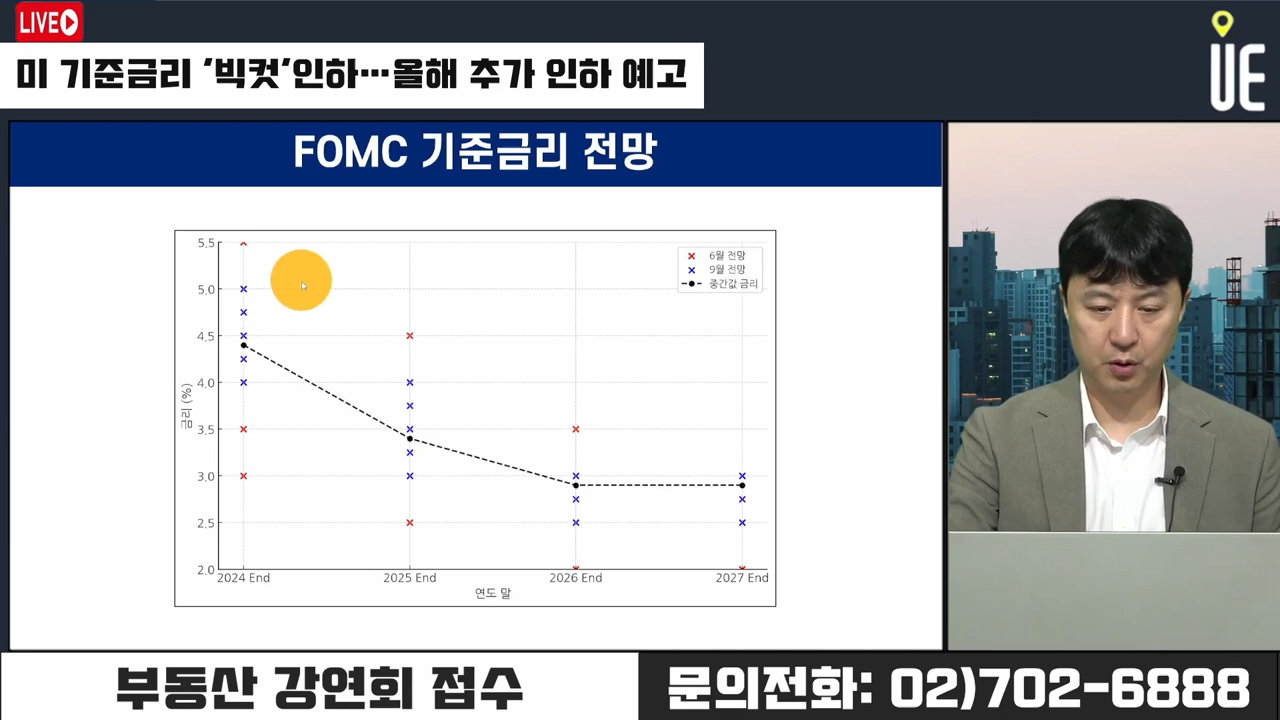 LIVE
미 기준금리 '빅컷'인하…올해 추가 인하 예고
UE
FOMC 기준금리 전망
6월 전망
9월 전망
중간값 금리
금리 (%)
5.5
5.0
4.5
4.0
3.5
3.0
2.5
2.0
2024 End
2025 End
2026 End
2027 End
연도 말
부동산 강연회 접수
문의전화: 02)702-6888